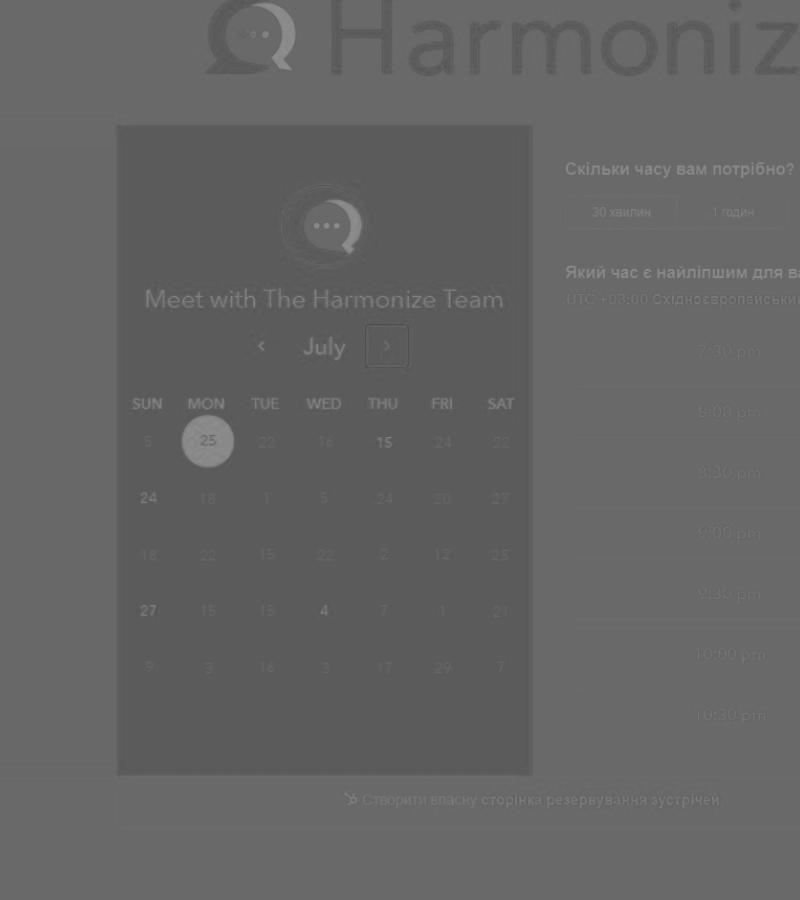 Harmoniz
Meet with The Harmonize Team
July
SUN MON TUE WED THU FRI SAT
5 25 22 16 15 24 22
24 18 1 5 24 20 27
18 22 15 22 2 12 25
27 15 15 4 7 1 21
9 3 16 3 17 29 7
Скільки часу вам потрібно?
30 хвилин 1 годин
Який час є найліпшим для ва
UTC +03:00 Східноєвропейський
7:30 pm
8:00 pm
8:30 pm
9:00 pm
9:30 pm
10:00 pm
10:30 pm
Створити власну сторінка резервування зустрічей